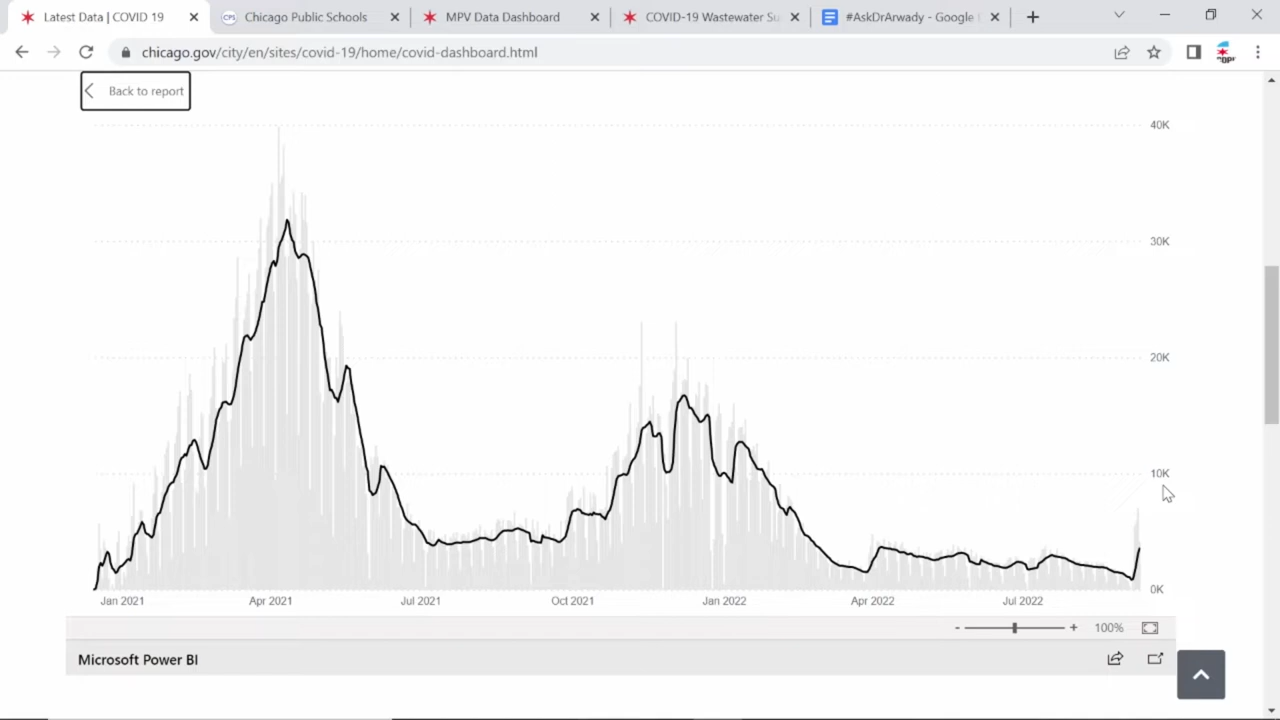 Latest Data | COVID 19
Chicago Public Schools
MPV Data Dashboard
COVID-19 Wastewater Su
#AskDrArwady - Google
chicago.gov/city/en/sites/covid-19/home/covid-dashboard.html
Back to report
40K
30K
20K
10K
0K
Jan 2021 Apr 2021 Jul 2021 Oct 2021 Jan 2022 Apr 2022 Jul 2022
- + 100%
Microsoft Power BI